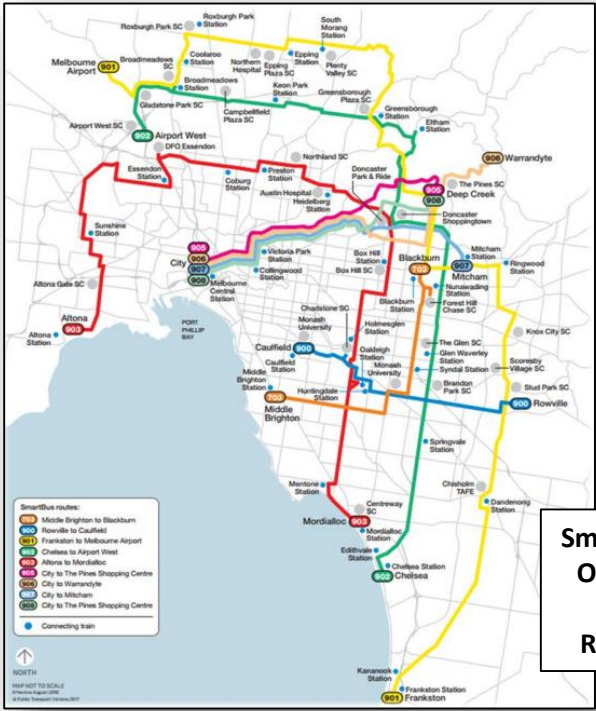 Roxburgh Park SC
Roxburgh Park
Station
South
Morang
Station
Coolaroo
Station
Epping
Station
Broadmeadows
SC
Northern
Hospital
Epping
Plaza SC
Plenty
Valley SC
Melbourne
Airport
901
Broadmeadows
Station
Keon Park
Station
Greensborough
Plaza SC
Gladstone Park SC
Campbellfield
Plaza SC
Greensborough
Station
Airport West SC
Eltham
Station
902 Airport West
DFO Essendon
Northland SC
906 Warrandyte
Essendon
Station
Preston
Station
Doncaster
Park & Ride
905
The Pines SC
Coburg
Station
Austin Hospital
Heidelberg
Station
Deep Creek
908
Doncaster
Shoppingtown
Sunshine
Station
905
906
City
907
908
Victoria Park
Station
Box Hill
Station
Box Hill SC
Mitcham
Station
Blackburn
703
907
Mitcham
Ringwood
Station
Melbourne
Central
Station
Collingwood
Station
Nunawading
Station
Altona Gate SC
Blackburn
Station
Forest Hill
Chase SC
Altona
903
PORT
PHILLIP
BAY
Chadstone SC
Monash
University
Holmesglen
Station
Knox City SC
Altona
Station
Caulfield 900
Oakleigh
Station
The Glen SC
Glen Waverley
Station
Caulfield
Station
Monash
University
Syndal Station
Scoresby
Village SC
Middle
Brighton
Station
Huntingdale
Station
Brandon
Park SC
Stud Park SC
703
Middle
Brighton
900
Rowville
Springvale
Station
Mentone
Station
Chisholm
TAFE
Centreway
SC
Dandenong
Station
Mordialloc 903
Mordialloc
Station
Edithvale
Station
Chelsea Station
902 Chelsea
SmartBus routes:
703 Middle Brighton to Blackburn
900 Rowville to Caulfield
901 Frankston to Melbourne Airport
902 Chelsea to Airport West
903 Altona to Mordialloc
905 City to The Pines Shopping Centre
906 City to Warrandyte
907 City to Mitcham
908 City to The Pines Shopping Centre
Connecting train
NORTH
MAP NOT TO SCALE
Effective August 2016
© Public Transport Victoria 2017
Kananook
Station
Frankston Station
901
Frankston
Sm
O
R